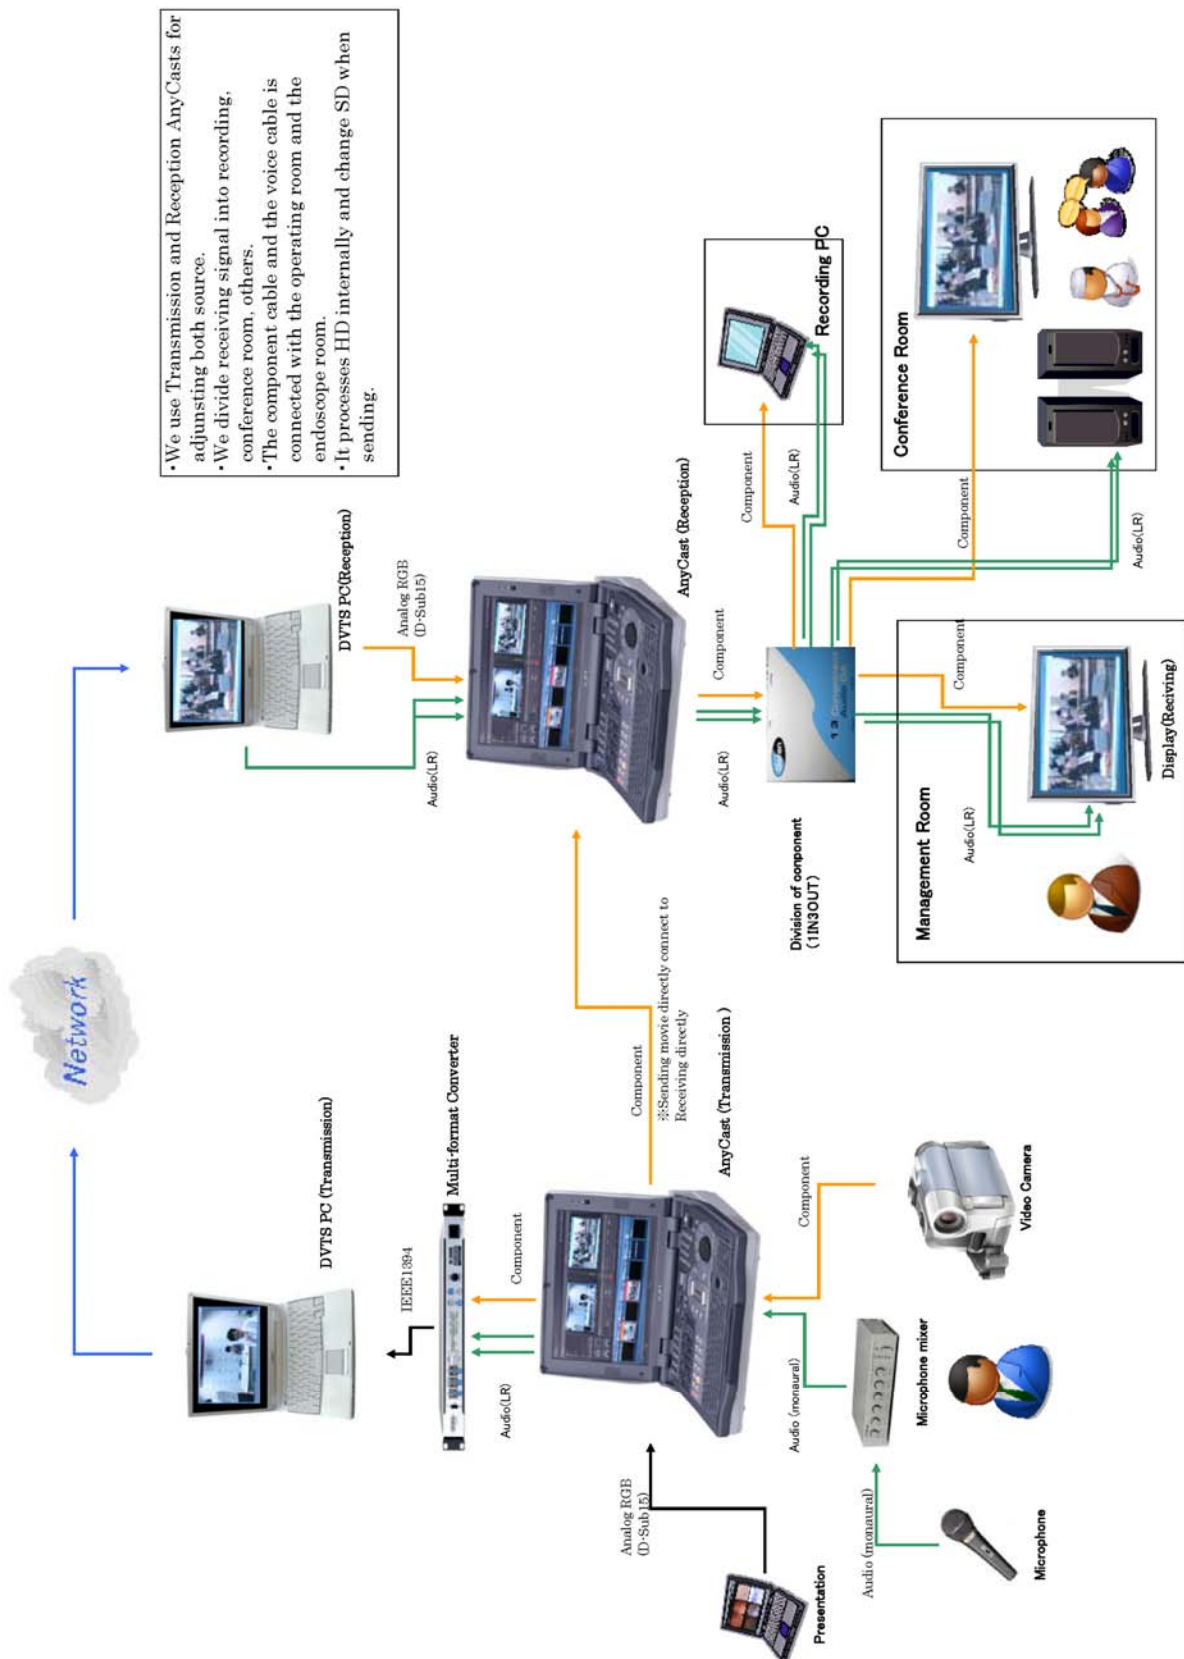 Network
・We use Transmission and Reception AnyCasts for
adjunsting both source.
・We divide receiving signal into recording,
conference room, others.
・The component cable and the voice cable is
connected with the operating room and the
endoscope room.
・It processes HD internally and change SD when
sending.
DVTS PC (Transmission)
DVTS PC(Reception)
IEEE1394
Analog RGB
(D-Sub15)
Audio(LR)
Multi-format Converter
Audio(LR)
Component
Component
※Sending movie directly connect to
Receiving directly
AnyCast (Reception)
AnyCast (Transmission )
Analog RGB
(D-Sub15)
Audio(LR)
Component
Component
Audio(LR)
Recording PC
Audio (monaural)
Component
Division of conponent
(1IN3OUT)
Audio (monaural)
Presentation
Microphone mixer
Video Camera
Microphone
Management Room
Component
Audio(LR)
Display(Reciving)
Conference Room
Component
Audio(LR)